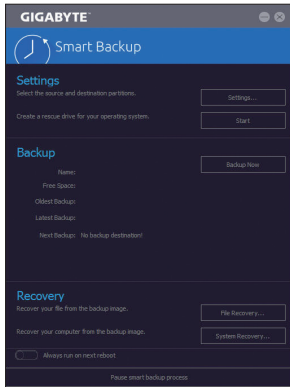 GIGABYTE™
Smart Backup
Settings
Select the source and destination partitions.
Settings...
Create a rescue drive for your operating system.
Start
Backup
Backup Now
Name:
Free Space:
Oldest Backup:
Latest Backup:
Next Backup: No backup destination!
Recovery
Recover your file from the backup image.
File Recovery...
Recover your computer from the backup image.
System Recovery...
Always run on next reboot
Pause smart backup process